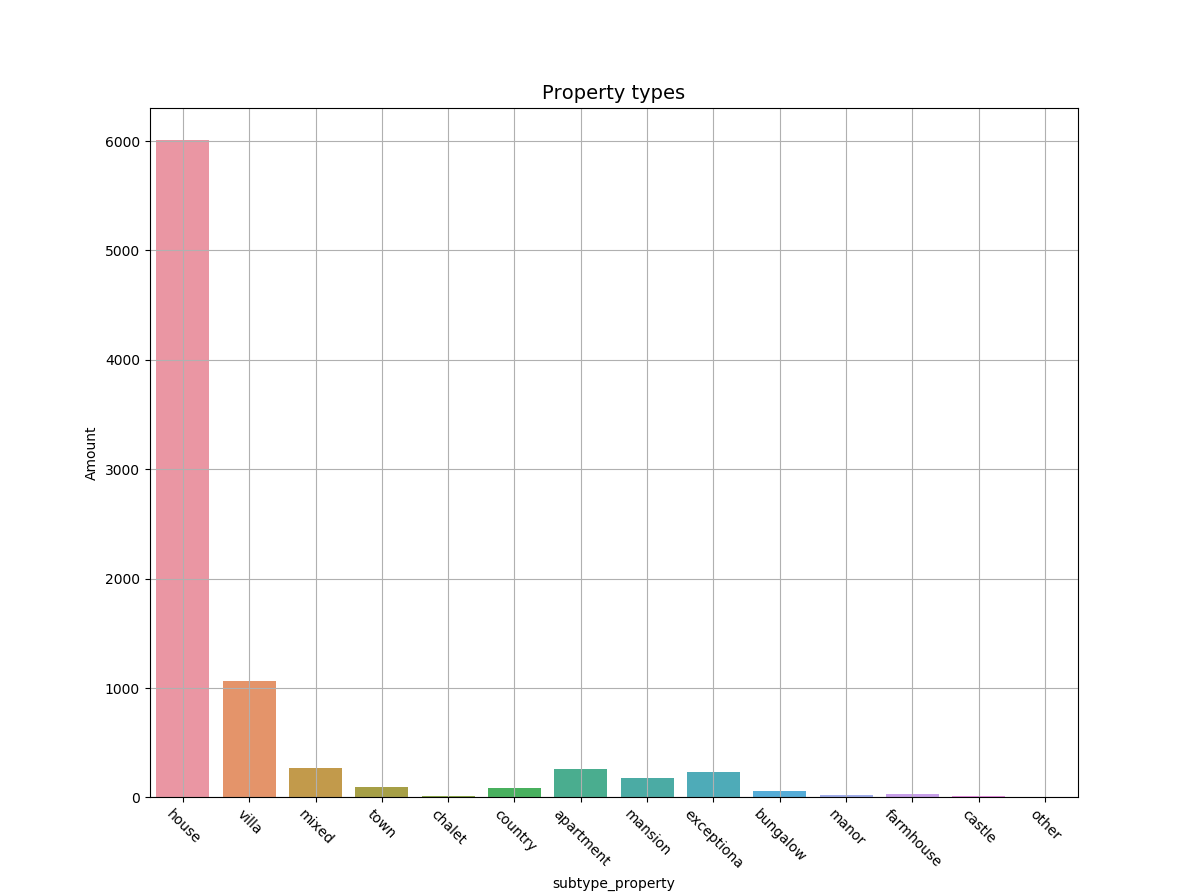 Property types
6000
5000
4000
3000
2000
1000
0
Amount
house
villa
mixed
town
chalet
country
apartment
mansion
exceptiona
bungalow
manor
farmhouse
castle
other
subtype_property